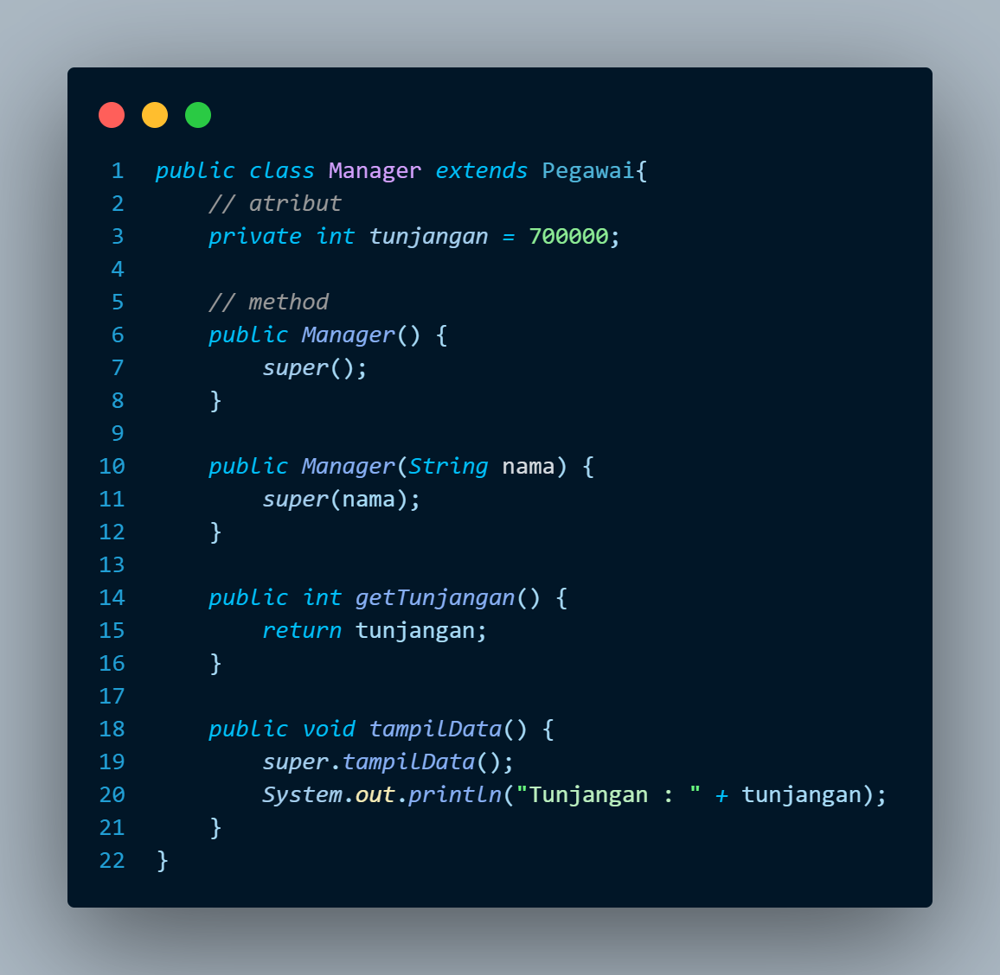 1 public class Manager extends Pegawai{
2     // atribut
3     private int tunjangan = 700000;
4
5     // method
6     public Manager() {
7         super();
8     }
9
10     public Manager(String nama) {
11         super(nama);
12     }
13
14     public int getTunjangan() {
15         return tunjangan;
16     }
17
18     public void tampilData() {
19         super.tampilData();
20         System.out.println("Tunjangan : " + tunjangan);
21     }
22 }